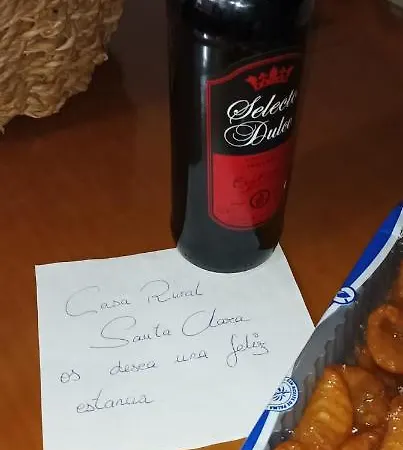 Selecto
Dulce
Casa Rural
Santa Clara
os desea una feliz
estancia